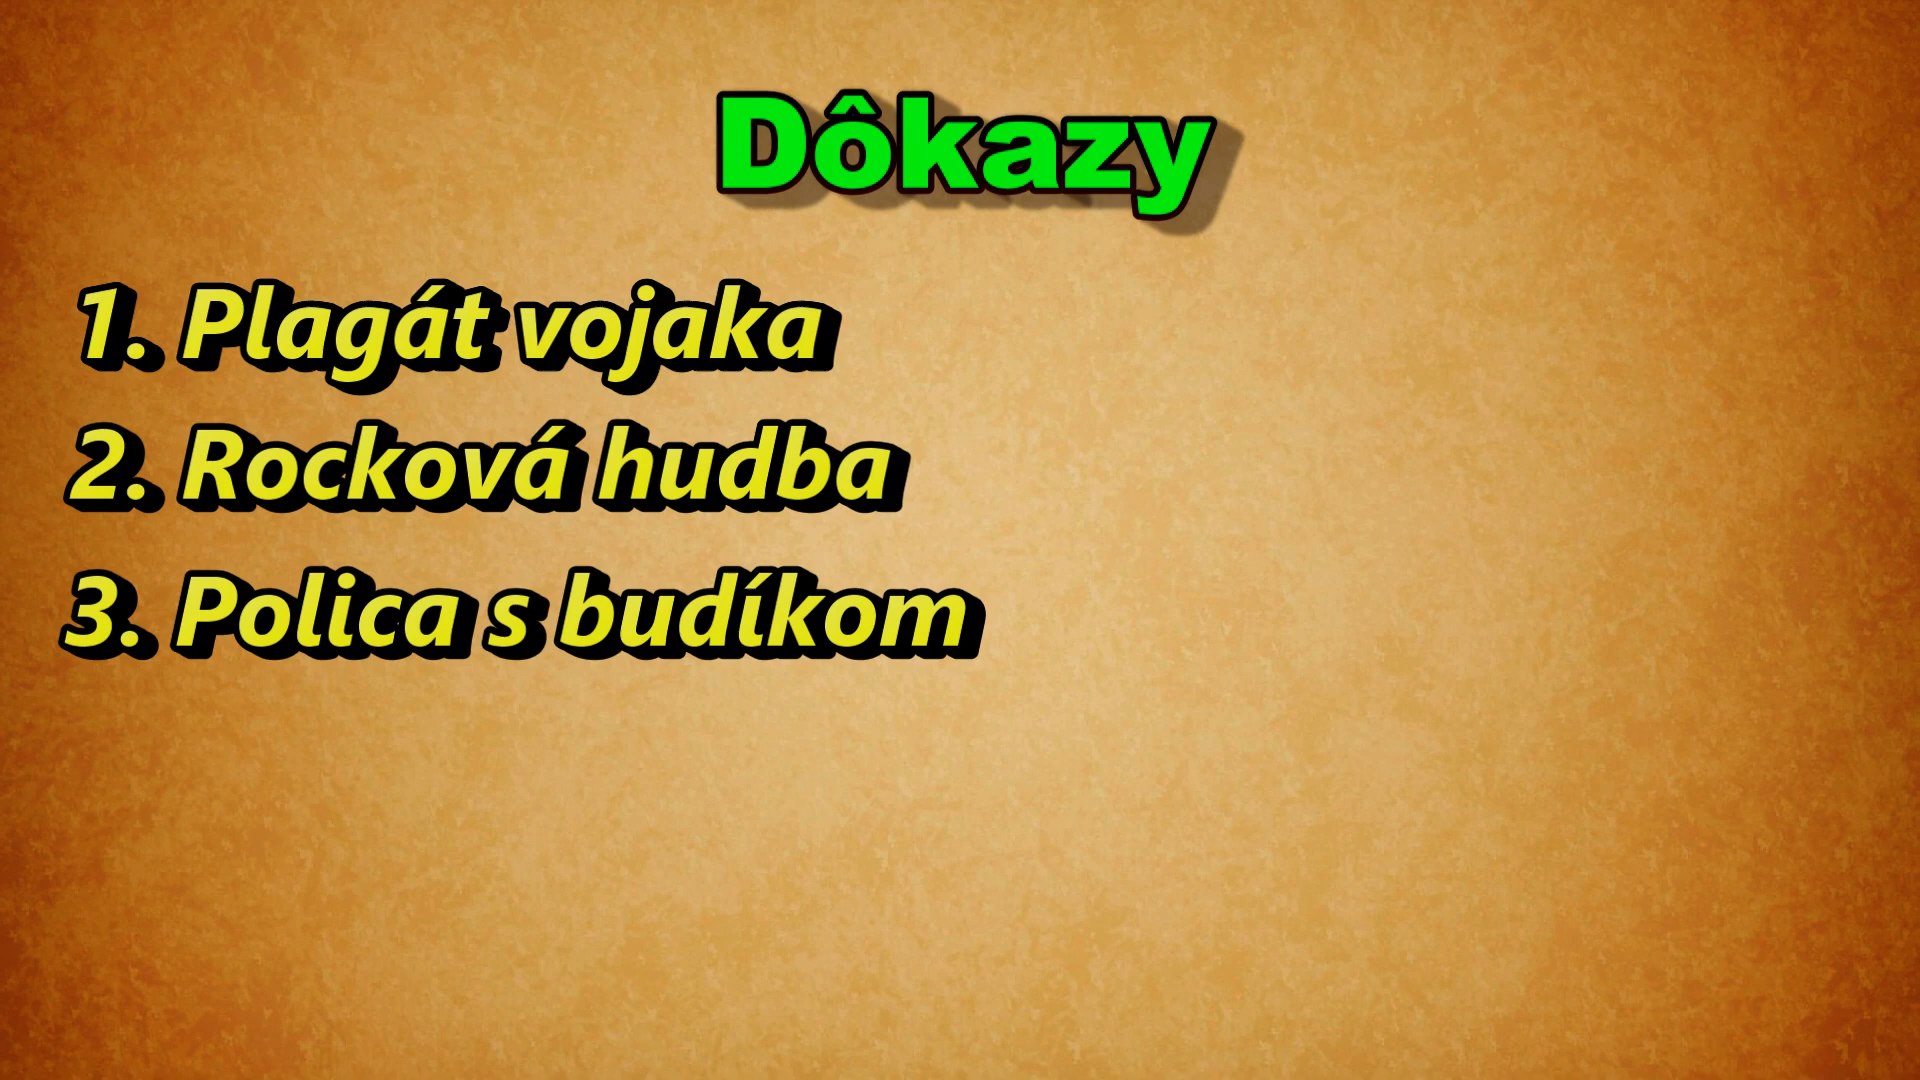 Dôkazy
1. Plagát vojaka
2. Rocková hudba
3. Polica s budíkom